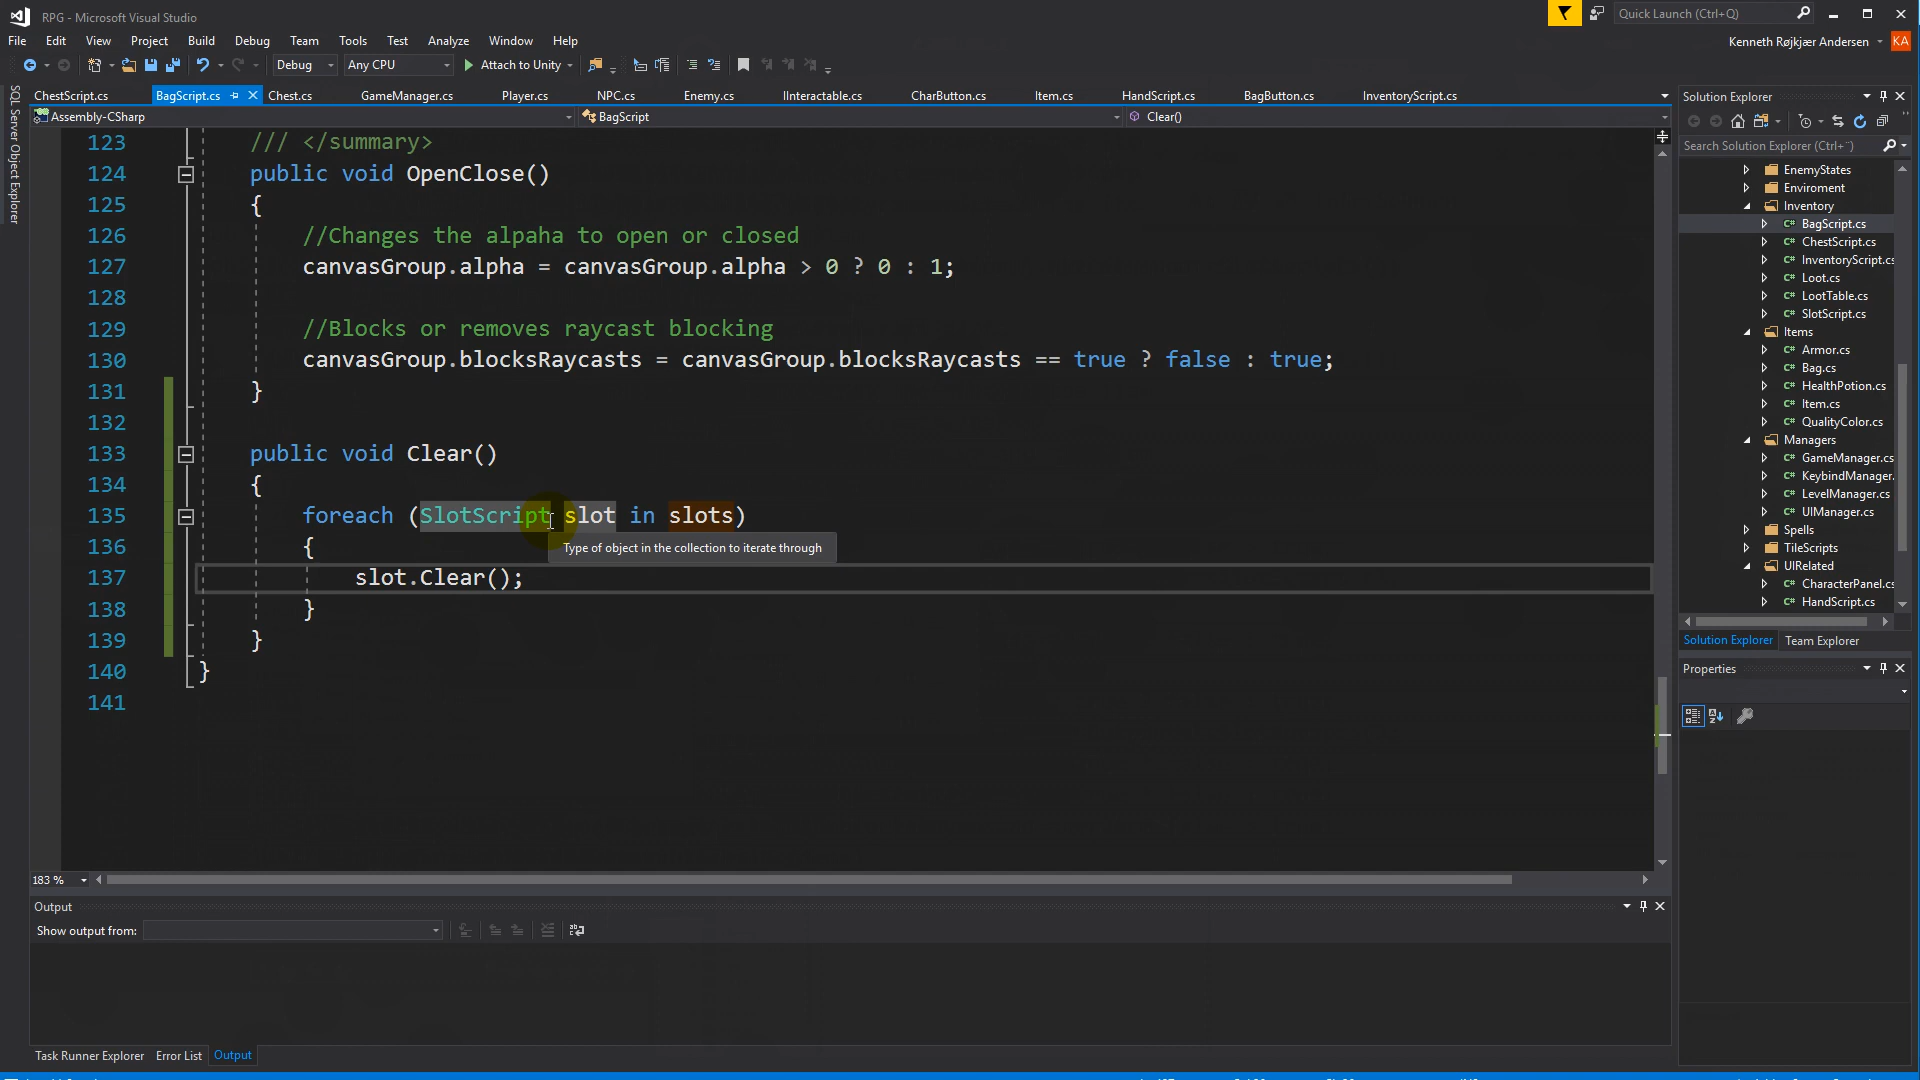 RPG - Microsoft Visual Studio
Quick Launch (Ctrl+Q)
File Edit View Project Build Debug Team Tools Test Analyze Window Help
Kenneth Røjkjær Andersen KA
Debug Any CPU Attach to Unity
ChestScript.cs BagScript.cs Chest.cs GameManager.cs Player.cs NPC.cs Enemy.cs IInteractable.cs CharButton.cs Item.cs HandScript.cs BagButton.cs InventoryScript.cs
Assembly-CSharp BagScript Clear()
SQL Server Object Explorer
123 /// </summary>
124 public void OpenClose()
125 {
126 //Changes the alpaha to open or closed
127 canvasGroup.alpha = canvasGroup.alpha > 0 ? 0 : 1;
128
129 //Blocks or removes raycast blocking
130 canvasGroup.blocksRaycasts = canvasGroup.blocksRaycasts == true ? false : true;
131 }
132
133 public void Clear()
134 {
135 foreach (SlotScript slot in slots)
136 {
Type of object in the collection to iterate through
137 slot.Clear();
138 }
139 }
140 }
141
183 %
Output
Show output from:
Task Runner Explorer Error List Output
Solution Explorer
Search Solution Explorer (Ctrl+¨)
EnemyStates
Enviroment
Inventory
C# BagScript.cs
C# ChestScript.cs
C# InventoryScript.cs
C# Loot.cs
C# LootTable.cs
C# SlotScript.cs
Items
C# Armor.cs
C# Bag.cs
C# HealthPotion.cs
C# Item.cs
C# QualityColor.cs
Managers
C# GameManager.cs
C# KeybindManager.
C# LevelManager.cs
C# UIManager.cs
Spells
TileScripts
UIRelated
C# CharacterPanel.cs
C# HandScript.cs
Solution Explorer Team Explorer
Properties